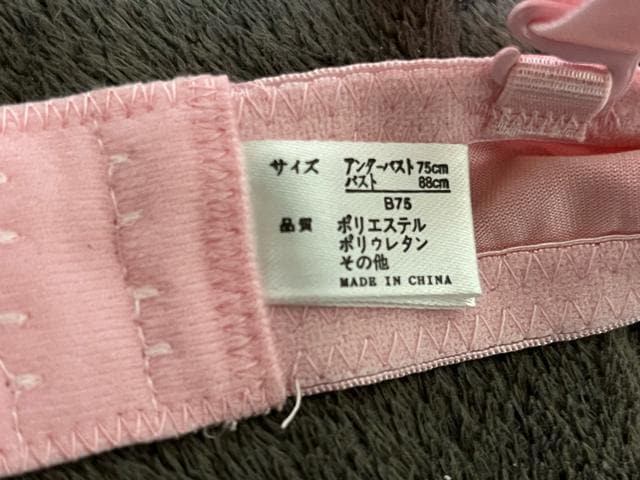 サイズ アンダーバスト75cm
バスト 88cm
B75
品質 ポリエステル
ポリウレタン
その他
MADE IN CHINA